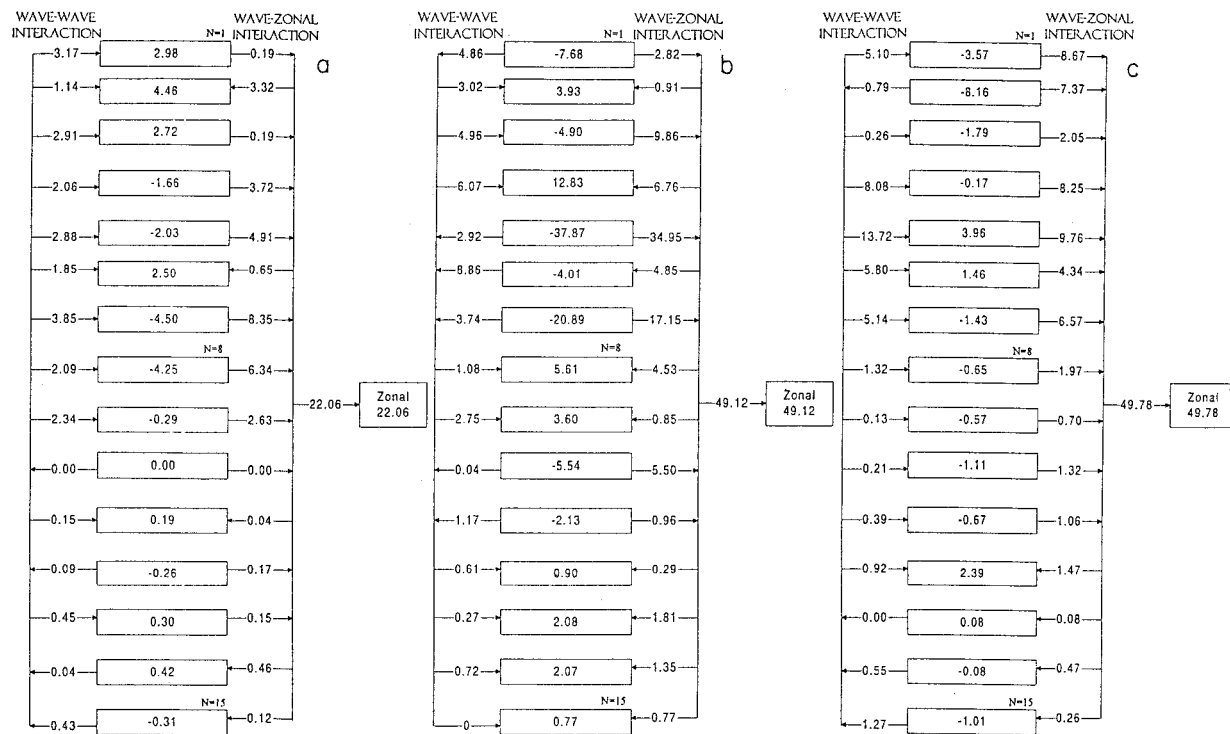 WAVE-WAVE WAVE-ZONAL
INTERACTION N=1 INTERACTION
3.17 2.98 0.19 a
1.14 4.46 3.32
2.91 2.72 0.19
2.06 -1.66 3.72
2.88 -2.03 4.91
1.85 2.50 0.65
3.85 -4.50 8.35
N=8
2.09 -4.25 6.34
22.06 Zonal
22.06
2.34 -0.29 2.63
0.00 0.00 0.00
0.15 0.19 0.04
0.09 -0.26 0.17
0.45 0.30 0.15
0.04 0.42 0.46
N=15
0.43 -0.31 0.12
WAVE-WAVE WAVE-ZONAL
INTERACTION N=1 INTERACTION
4.86 -7.68 2.82 b
3.02 3.93 0.91
4.96 -4.90 9.86
6.07 12.83 6.76
2.92 -37.87 34.95
8.86 -4.01 4.85
3.74 -20.89 17.15
N=8
1.08 5.61 4.53
49.12 Zonal
49.12
2.75 3.60 0.85
0.04 -5.54 5.50
1.17 -2.13 0.96
0.61 0.90 0.29
0.27 2.08 1.81
0.72 2.07 1.35
N=15
0 0.77 0.77
WAVE-WAVE WAVE-ZONAL
INTERACTION N=1 INTERACTION
5.10 -3.57 8.67 c
0.79 -8.16 7.37
0.26 -1.79 2.05
8.08 -0.17 8.25
13.72 3.96 9.76
5.80 1.46 4.34
5.14 -1.43 6.57
N=8
1.32 -0.65 1.97
49.78 Zonal
49.78
0.13 -0.57 0.70
0.21 -1.11 1.32
0.39 -0.67 1.06
0.92 2.39 1.47
0.00 0.08 0.08
0.55 -0.08 0.47
N=15
1.27 -1.01 0.26